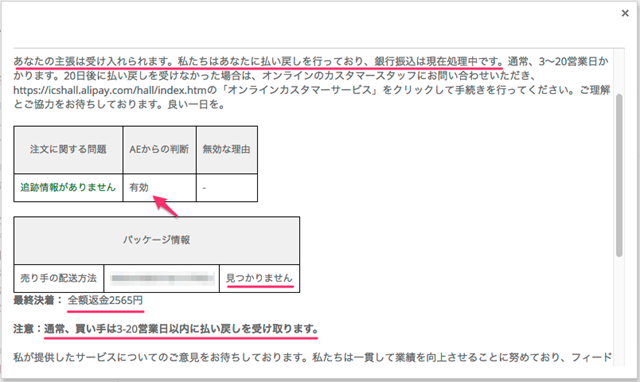 ×
あなたの主張は受け入れられます。私たちはあなたに払い戻しを行っており、銀行振込は現在処理中です。通常、3～20営業日か
かります。20日後に払い戻しを受けなかった場合は、オンラインのカスタマースタッフにお問い合わせいただき、
https://icshall.alipay.com/hall/index.htmの「オンラインカスタマーサービス」をクリックして手続きを行ってください。ご理解
とご協力をお待ちしております。良い一日を。
注文に関する問題 AEからの判断 無効な理由
追跡情報がありません 有効 -
パッケージ情報
売り手の配送方法 見つかりません
最終決着： 全額返金2565円
注意：通常、買い手は3-20営業日以内に払い戻しを受け取ります。
私が提供したサービスについてのご意見をお待ちしております。私たちは一貫して業績を向上させることに努めており、フィード